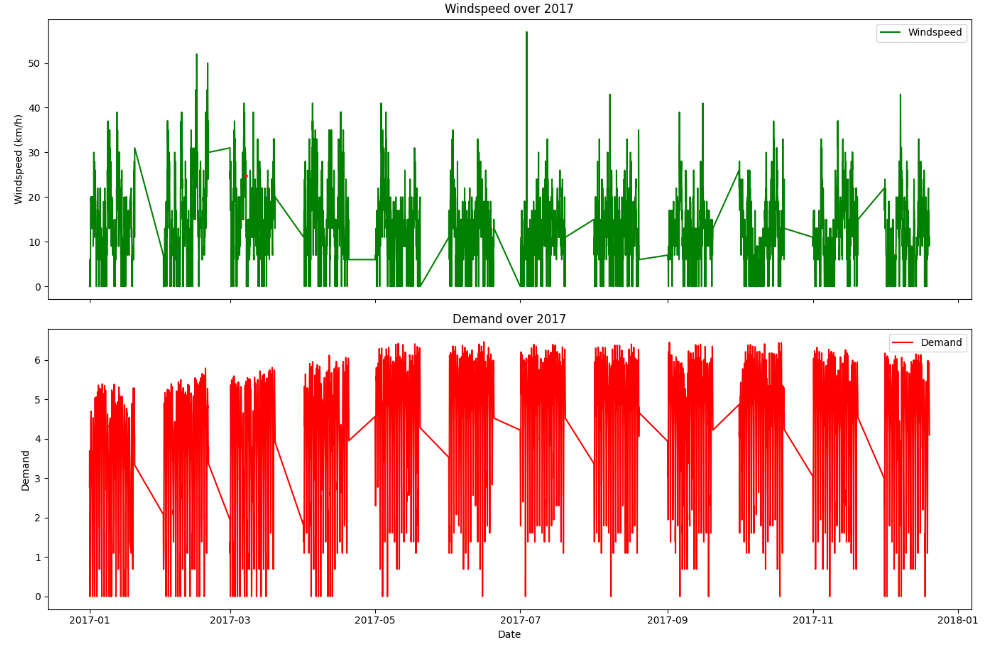 Windspeed over 2017
Windspeed
Windspeed (km/h)
50
40
30
20
10
0
Demand over 2017
Demand
Demand
6
5
4
3
2
1
0
2017-01 2017-03 2017-05 2017-07 2017-09 2017-11 2018-01
Date